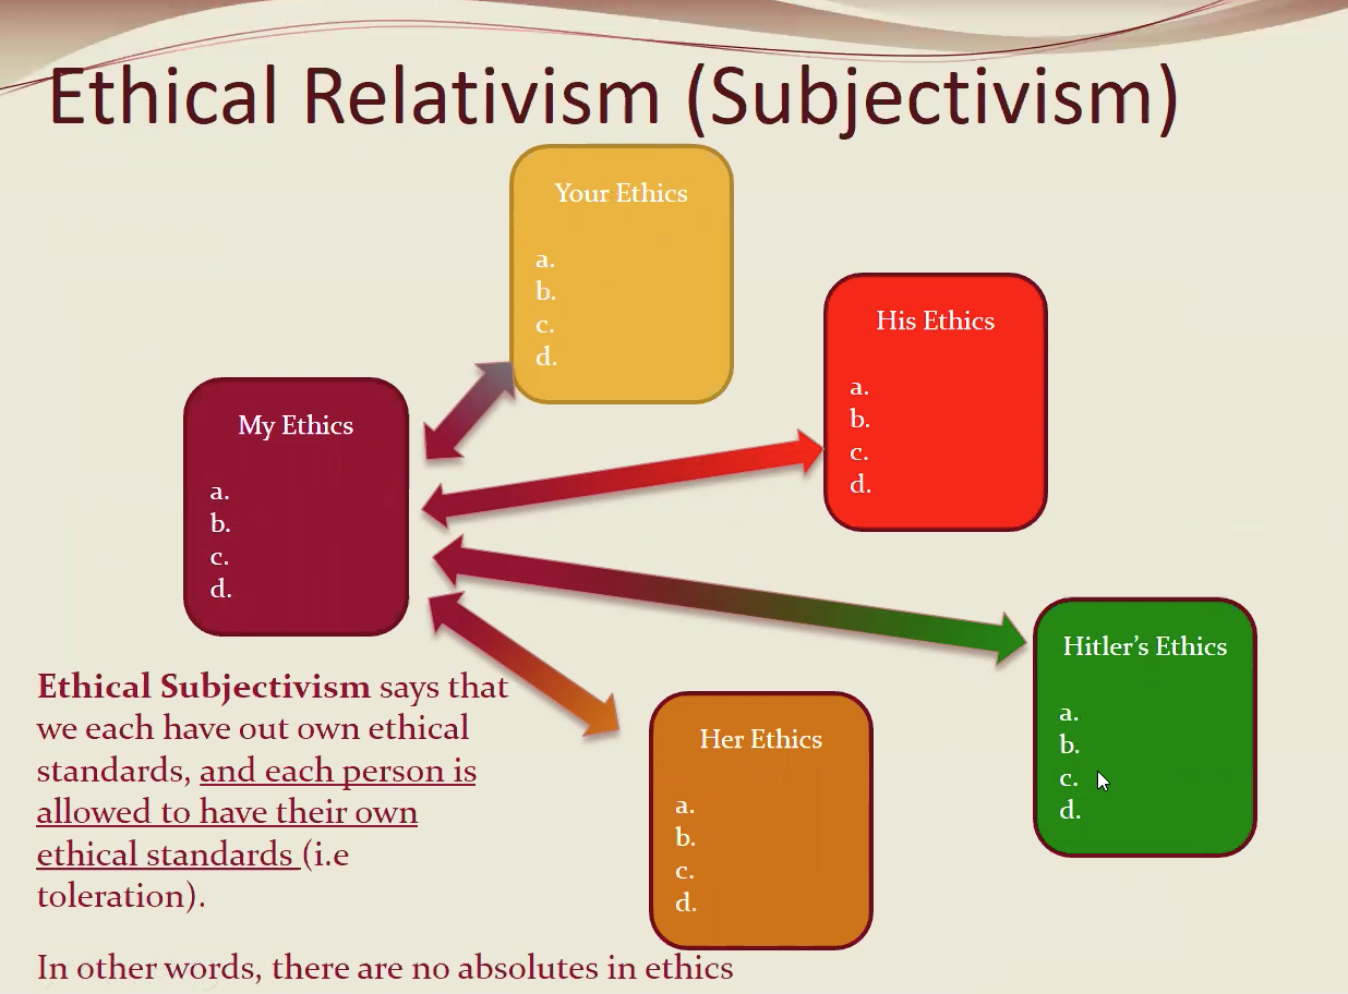 Ethical Relativism (Subjectivism)
Your Ethics
a.
b.
c.
d.
His Ethics
a.
b.
c.
d.
My Ethics
a.
b.
c.
d.
Hitler’s Ethics
a.
b.
c.
d.
Her Ethics
a.
b.
c.
d.
Ethical Subjectivism says that
we each have out own ethical
standards, and each person is
allowed to have their own
ethical standards (i.e
toleration).
In other words, there are no absolutes in ethics